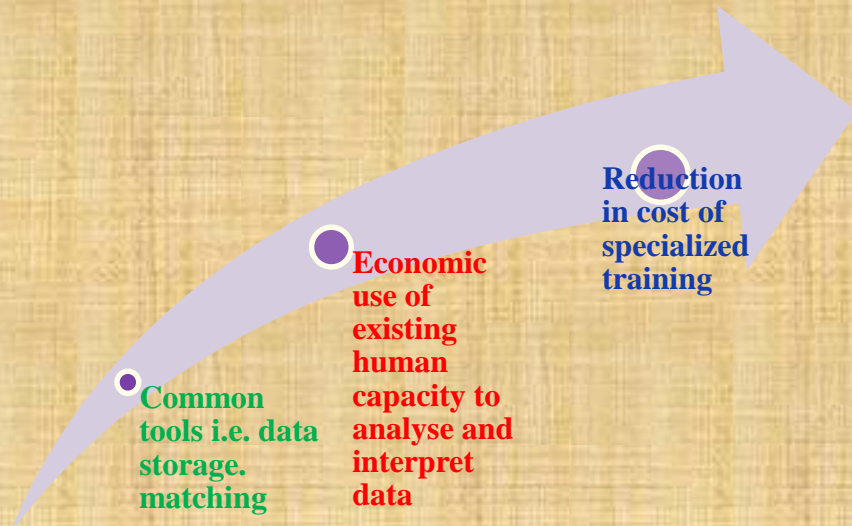 Common
tools i.e. data
storage.
matching
Economic
use of
existing
human
capacity to
analyse and
interpret
data
Reduction
in cost of
specialized
training